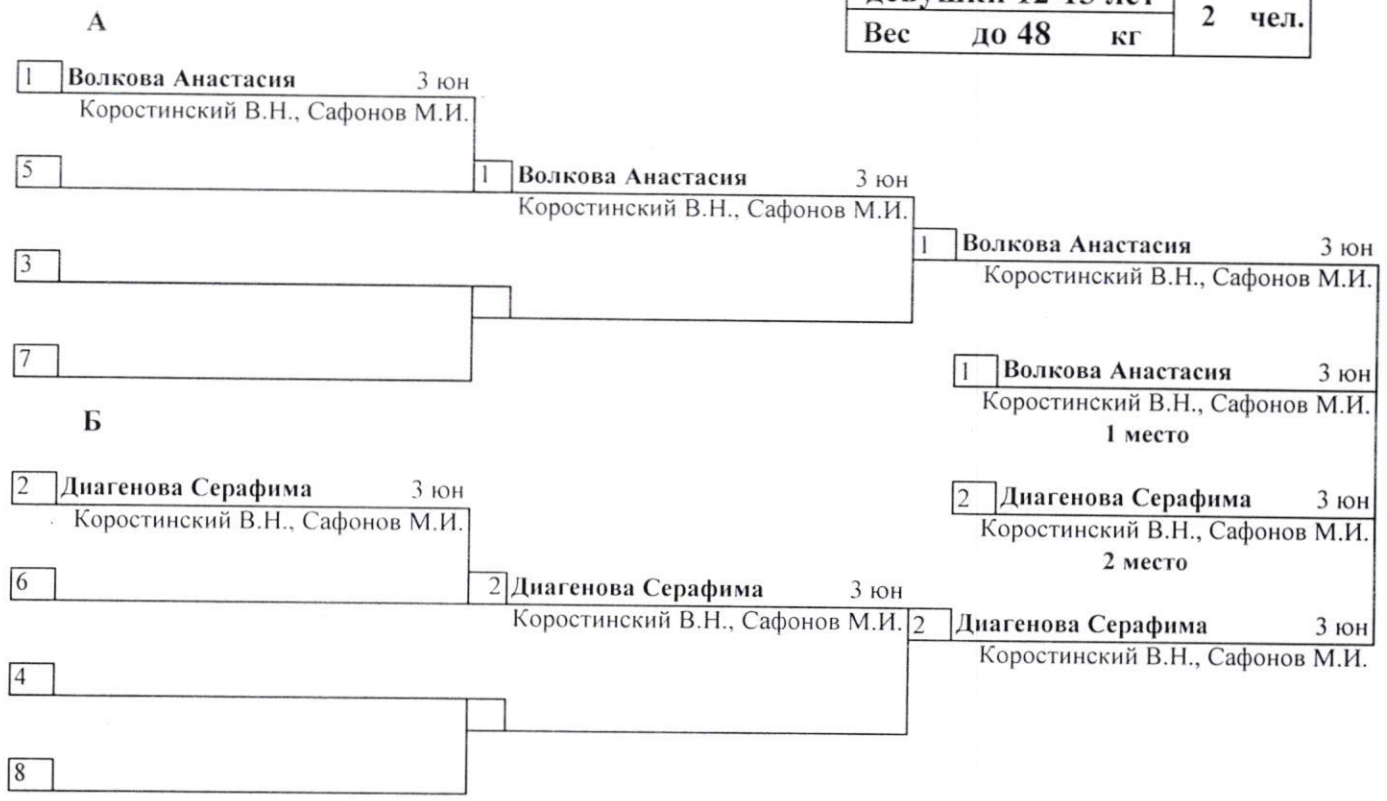 девушки 12-13 лет
2 чел.
Вес до 48 кг
А
1 Волкова Анастасия 3 юн
Коростинский В.Н., Сафонов М.И.
5
1 Волкова Анастасия 3 юн
Коростинский В.Н., Сафонов М.И.
3
1 Волкова Анастасия 3 юн
Коростинский В.Н., Сафонов М.И.
7
1 Волкова Анастасия 3 юн
Коростинский В.Н., Сафонов М.И.
1 место
Б
2 Диагенова Серафима 3 юн
Коростинский В.Н., Сафонов М.И.
2 Диагенова Серафима 3 юн
Коростинский В.Н., Сафонов М.И.
2 место
6
2 Диагенова Серафима 3 юн
Коростинский В.Н., Сафонов М.И.
2 Диагенова Серафима 3 юн
Коростинский В.Н., Сафонов М.И.
4
8